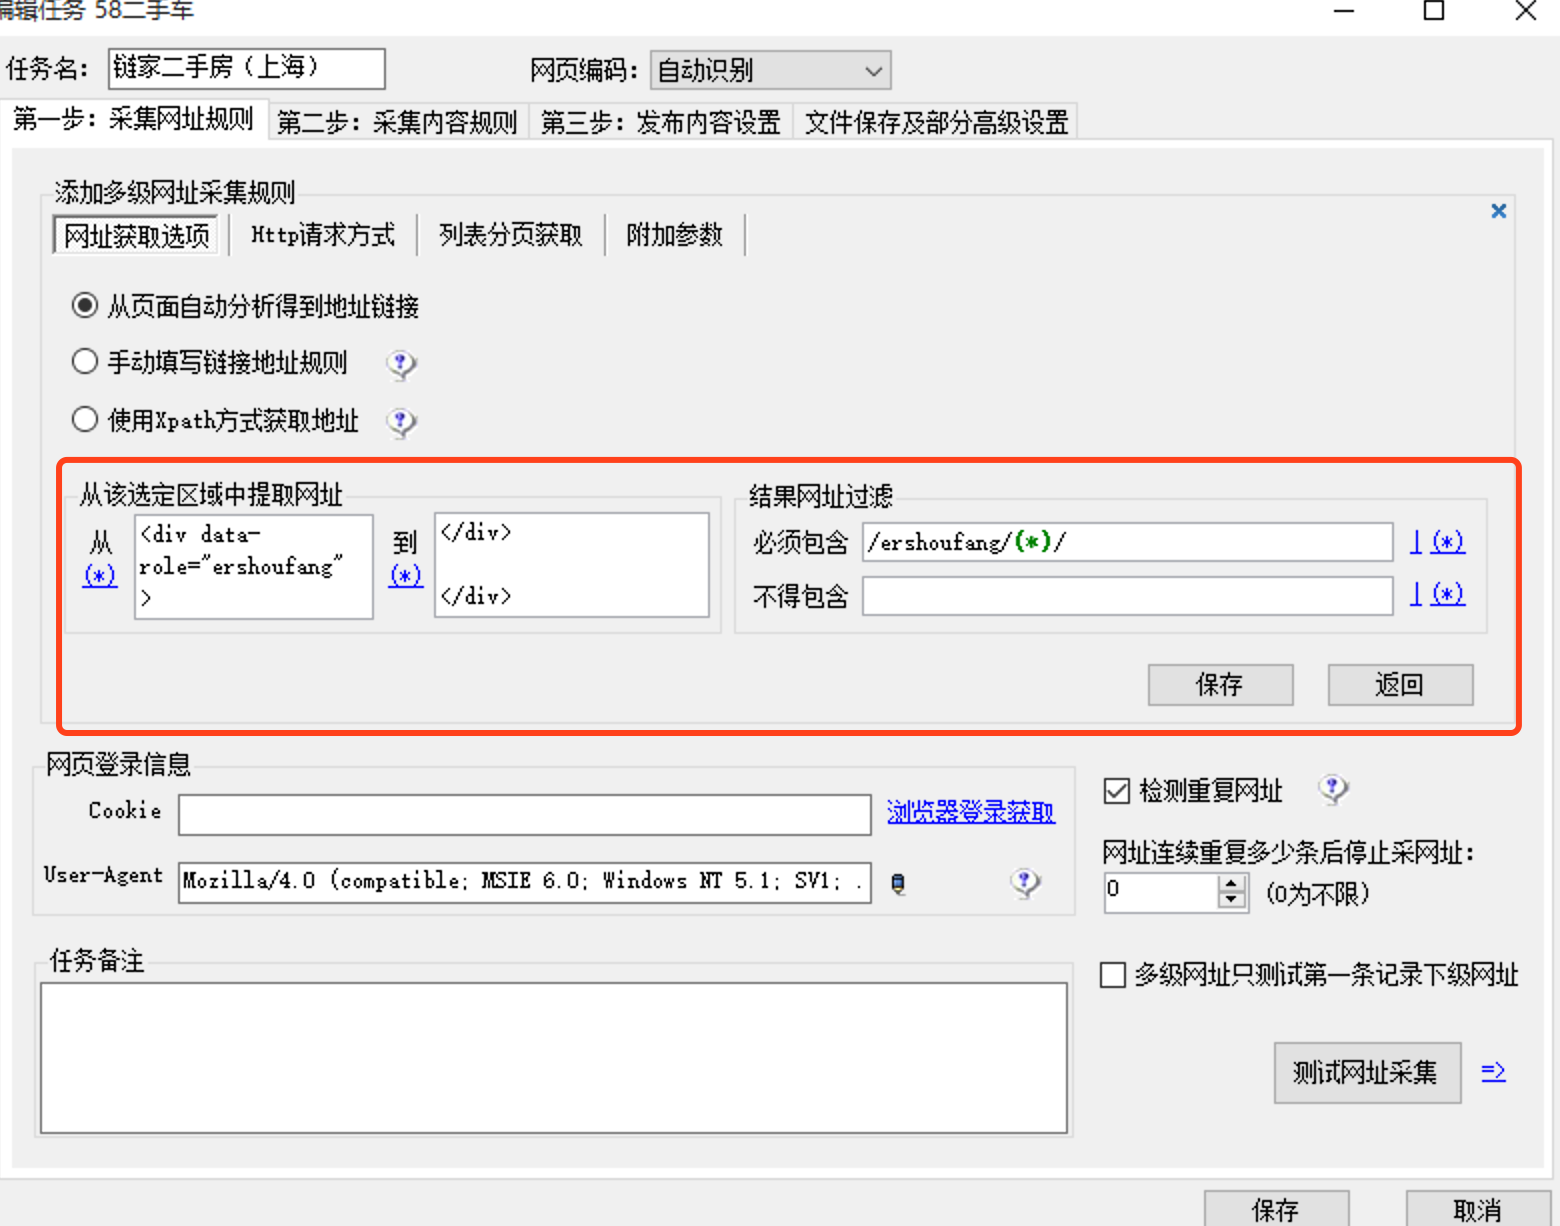 编辑任务 58二手车
任务名： 链家二手房（上海） 网页编码： 自动识别
第一步：采集网址规则 第二步：采集内容规则 第三步：发布内容设置 文件保存及部分高级设置
添加多级网址采集规则
网址获取选项 Http请求方式 列表分页获取 附加参数
从页面自动分析得到地址链接
手动填写链接地址规则
使用Xpath方式获取地址
从该选定区域中提取网址
从
(*)
<div data-
role="ershoufang"
>
到
(*)
</div>
</div>
结果网址过滤
必须包含 /ershoufang/(*)/ | (*)
不得包含 | (*)
保存 返回
网页登录信息
Cookie 浏览器登录获取
User-Agent Mozilla/4.0 (compatible; MSIE 6.0; Windows NT 5.1; SV1; .
检测重复网址
网址连续重复多少条后停止采网址：
0 (0为不限)
任务备注
多级网址只测试第一条记录下级网址
测试网址采集 =>
保存 取消